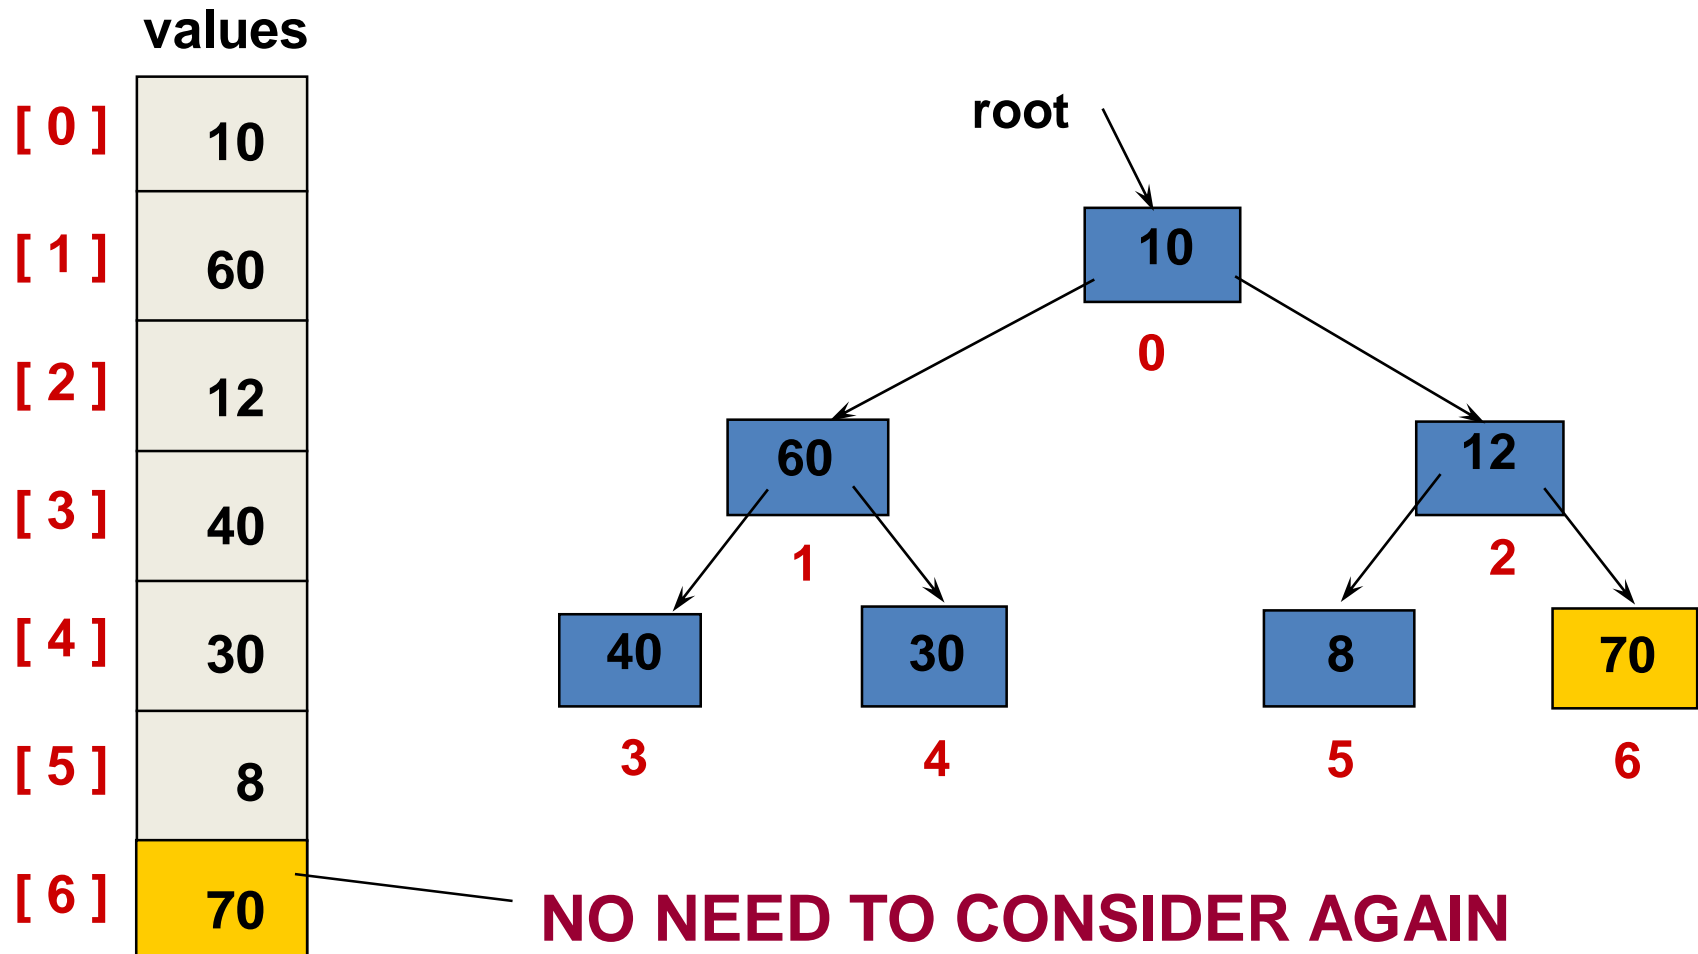 values
[ 0 ] 10
[ 1 ] 60
[ 2 ] 12
[ 3 ] 40
[ 4 ] 30
[ 5 ] 8
[ 6 ] 70
root
10
0
60 12
1 2
40 30 8 70
3 4 5 6
NO NEED TO CONSIDER AGAIN